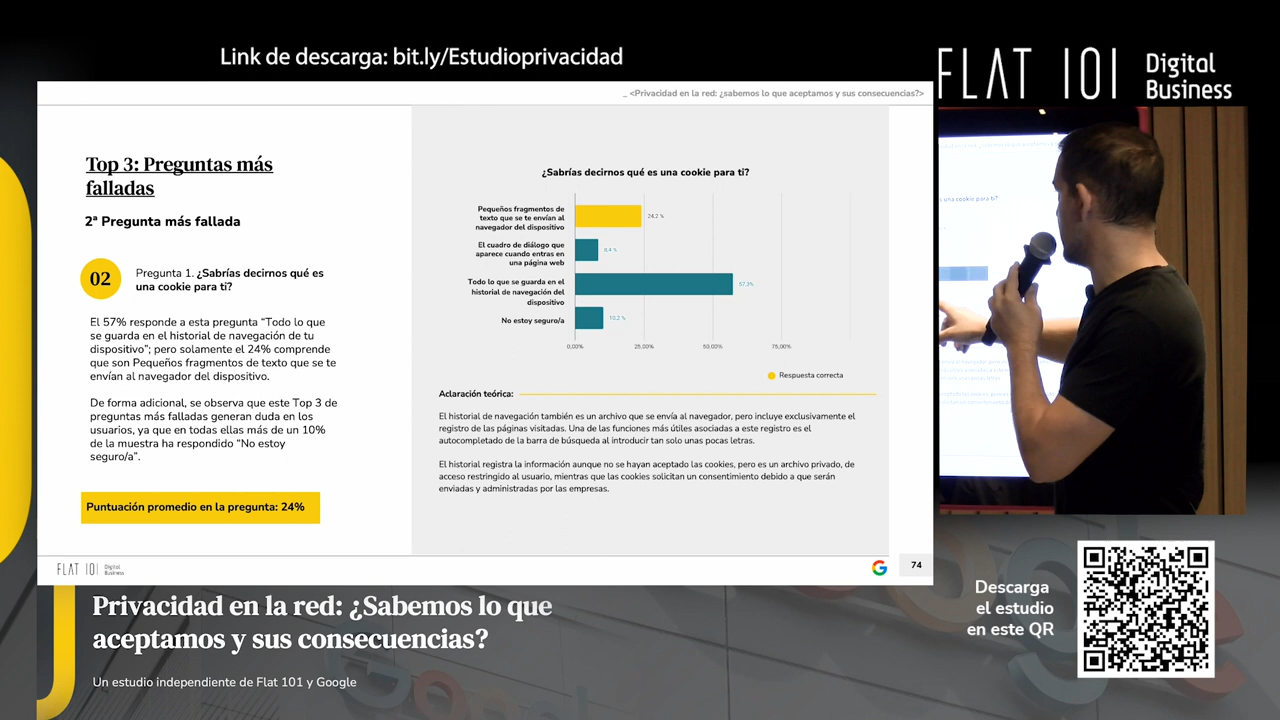 Link de descarga: bit.ly/Estudioprivacidad
FLAT 101
Digital
Business
_ <Privacidad en la red: ¿sabemos lo que aceptamos y sus consecuencias?>
Top 3: Preguntas más
falladas
2ª Pregunta más fallada
02
Pregunta 1. ¿Sabrías decirnos qué es
una cookie para ti?
El 57% responde a esta pregunta “Todo lo que
se guarda en el historial de navegación de tu
dispositivo”; pero solamente el 24% comprende
que son Pequeños fragmentos de texto que se te
envían al navegador del dispositivo.
De forma adicional, se observa que este Top 3 de
preguntas más falladas generan duda en los
usuarios, ya que en todas ellas más de un 10%
de la muestra ha respondido “No estoy
seguro/a”.
Puntuación promedio en la pregunta: 24%
¿Sabrías decirnos qué es una cookie para ti?
Pequeños fragmentos de
texto que se te envían al
navegador del dispositivo
24,2 %
El cuadro de diálogo que
aparece cuando entras en
una página web
8,4 %
Todo lo que se guarda en el
historial de navegación del
dispositivo
57,3%
No estoy seguro/a
10,2 %
0,00%
25,00%
50,00%
75,00%
Respuesta correcta
Aclaración teórica:
El historial de navegación también es un archivo que se envía al navegador, pero incluye exclusivamente el
registro de las páginas visitadas. Una de las funciones más útiles asociadas a este registro es el
autocompletado de la barra de búsqueda al introducir tan solo unas pocas letras.
El historial registra la información aunque no se hayan aceptado las cookies, pero es un archivo privado, de
acceso restringido al usuario, mientras que las cookies solicitan un consentimiento debido a que serán
enviadas y administradas por las empresas.
FLAT 101
Digital
Business
G
74
una cookie para ti?
Privacidad en la red: ¿Sabemos lo que
aceptamos y sus consecuencias?
Un estudio independiente de Flat 101 y Google
Descarga
el estudio
en este QR